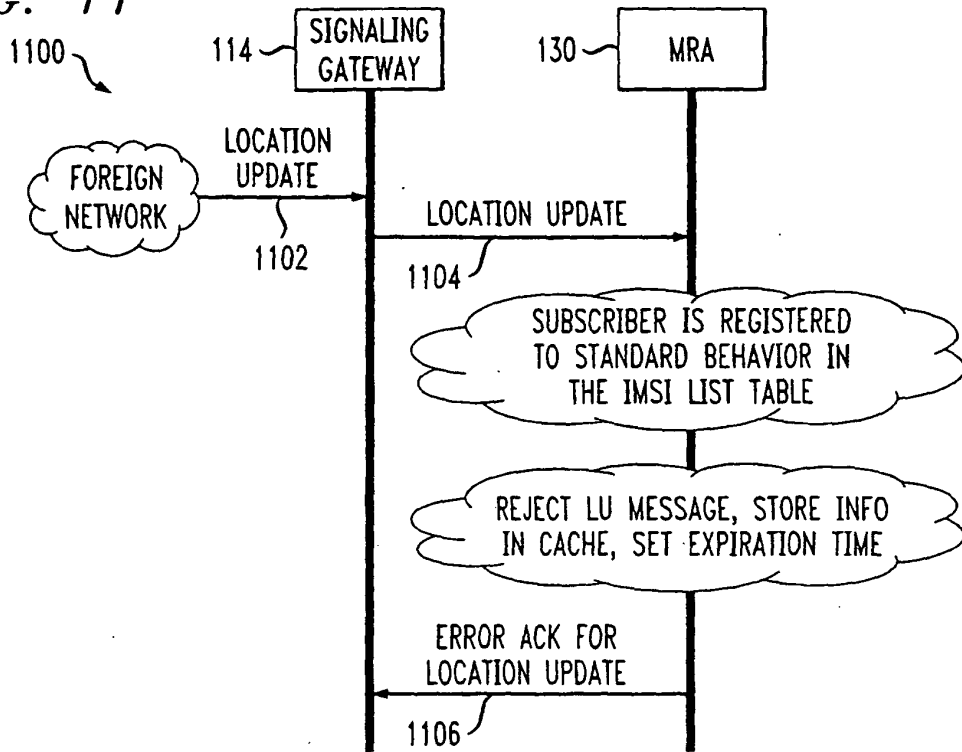 1100
114
SIGNALING
GATEWAY
130
MRA
FOREIGN
NETWORK
LOCATION
UPDATE
1102
LOCATION UPDATE
1104
SUBSCRIBER IS REGISTERED
TO STANDARD BEHAVIOR IN
THE IMSI LIST TABLE
REJECT LU MESSAGE, STORE INFO
IN CACHE, SET EXPIRATION TIME
ERROR ACK FOR
LOCATION UPDATE
1106